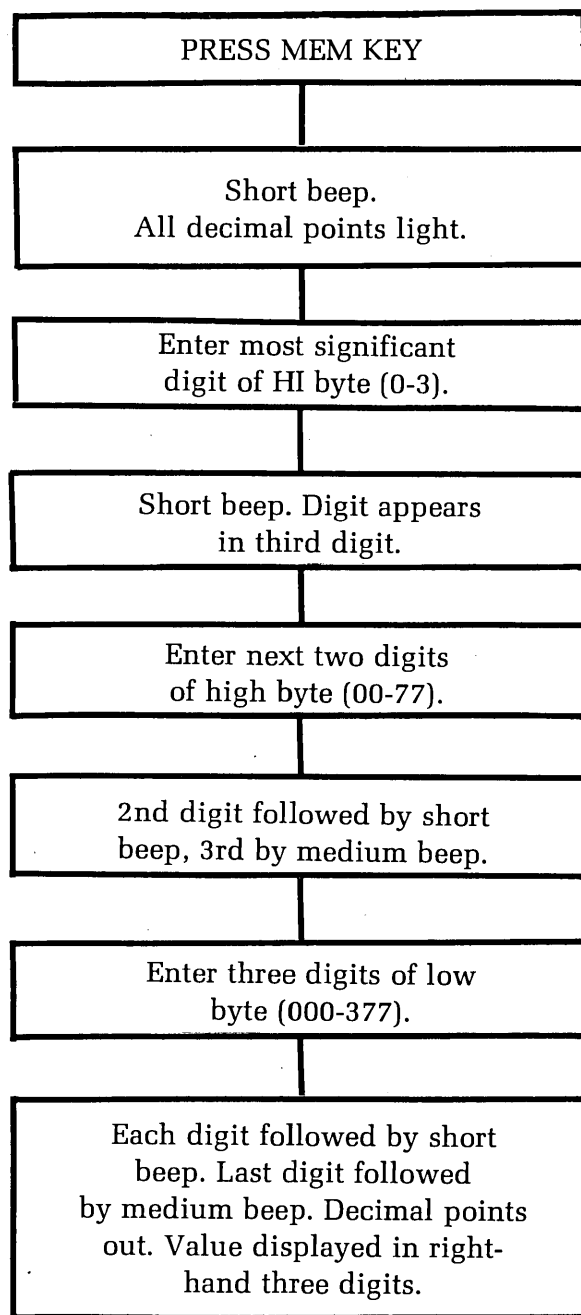 PRESS MEM KEY
Short beep.
All decimal points light.
Enter most significant
digit of HI byte (0-3).
Short beep. Digit appears
in third digit.
Enter next two digits
of high byte (00-77).
2nd digit followed by short
beep, 3rd by medium beep.
Enter three digits of low
byte (000-377).
Each digit followed by short
beep. Last digit followed
by medium beep. Decimal points
out. Value displayed in right-
hand three digits.